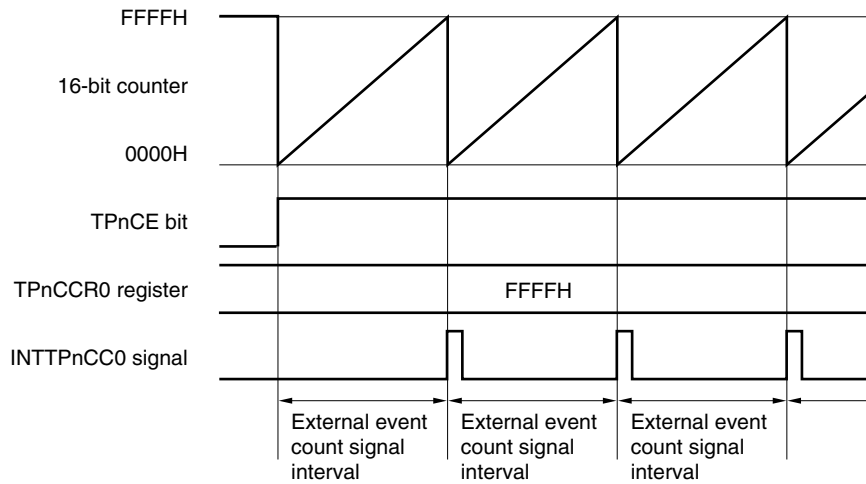 FFFFH
16-bit counter
0000H
TPnCE bit
TPnCCR0 register
FFFFH
INTTPnCC0 signal
External event
count signal
interval
External event
count signal
interval
External event
count signal
interval